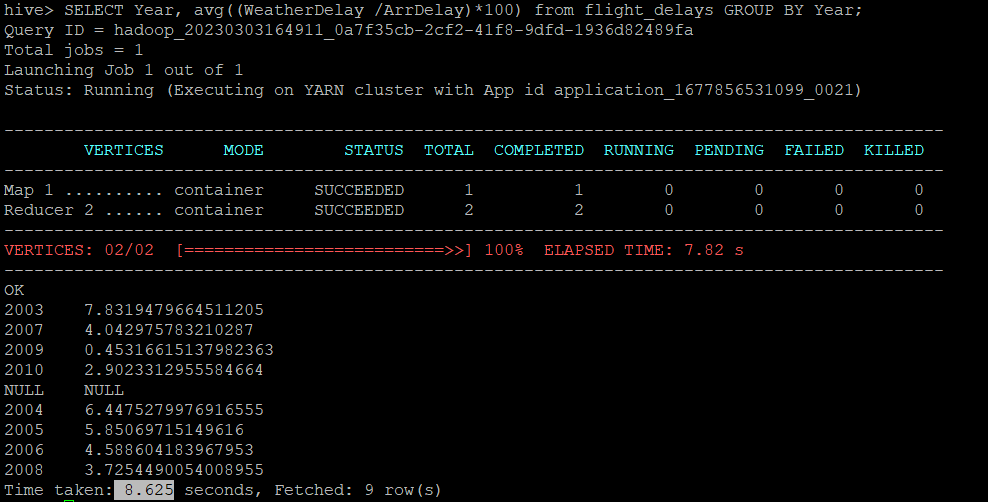 hive> SELECT Year, avg((WeatherDelay /ArrDelay)*100) from flight_delays GROUP BY Year;
Query ID = hadoop_20230303164911_0a7f35cb-2cf2-41f8-9dfd-1936d82489fa
Total jobs = 1
Launching Job 1 out of 1
Status: Running (Executing on YARN cluster with App id application_1677856531099_0021)
----------------------------------------------------------------------------------------------
VERTICES MODE STATUS TOTAL COMPLETED RUNNING PENDING FAILED KILLED
----------------------------------------------------------------------------------------------
Map 1 .......... container SUCCEEDED 1 1 0 0 0 0
Reducer 2 ...... container SUCCEEDED 2 2 0 0 0 0
----------------------------------------------------------------------------------------------
VERTICES: 02/02 [==========================>>] 100% ELAPSED TIME: 7.82 s
----------------------------------------------------------------------------------------------
OK
2003 7.8319479664511205
2007 4.042975783210287
2009 0.45316615137982363
2010 2.9023312955584664
NULL NULL
2004 6.4475279976916555
2005 5.85069715149616
2006 4.588604183967953
2008 3.7254490054008955
Time taken: 8.625 seconds, Fetched: 9 row(s)